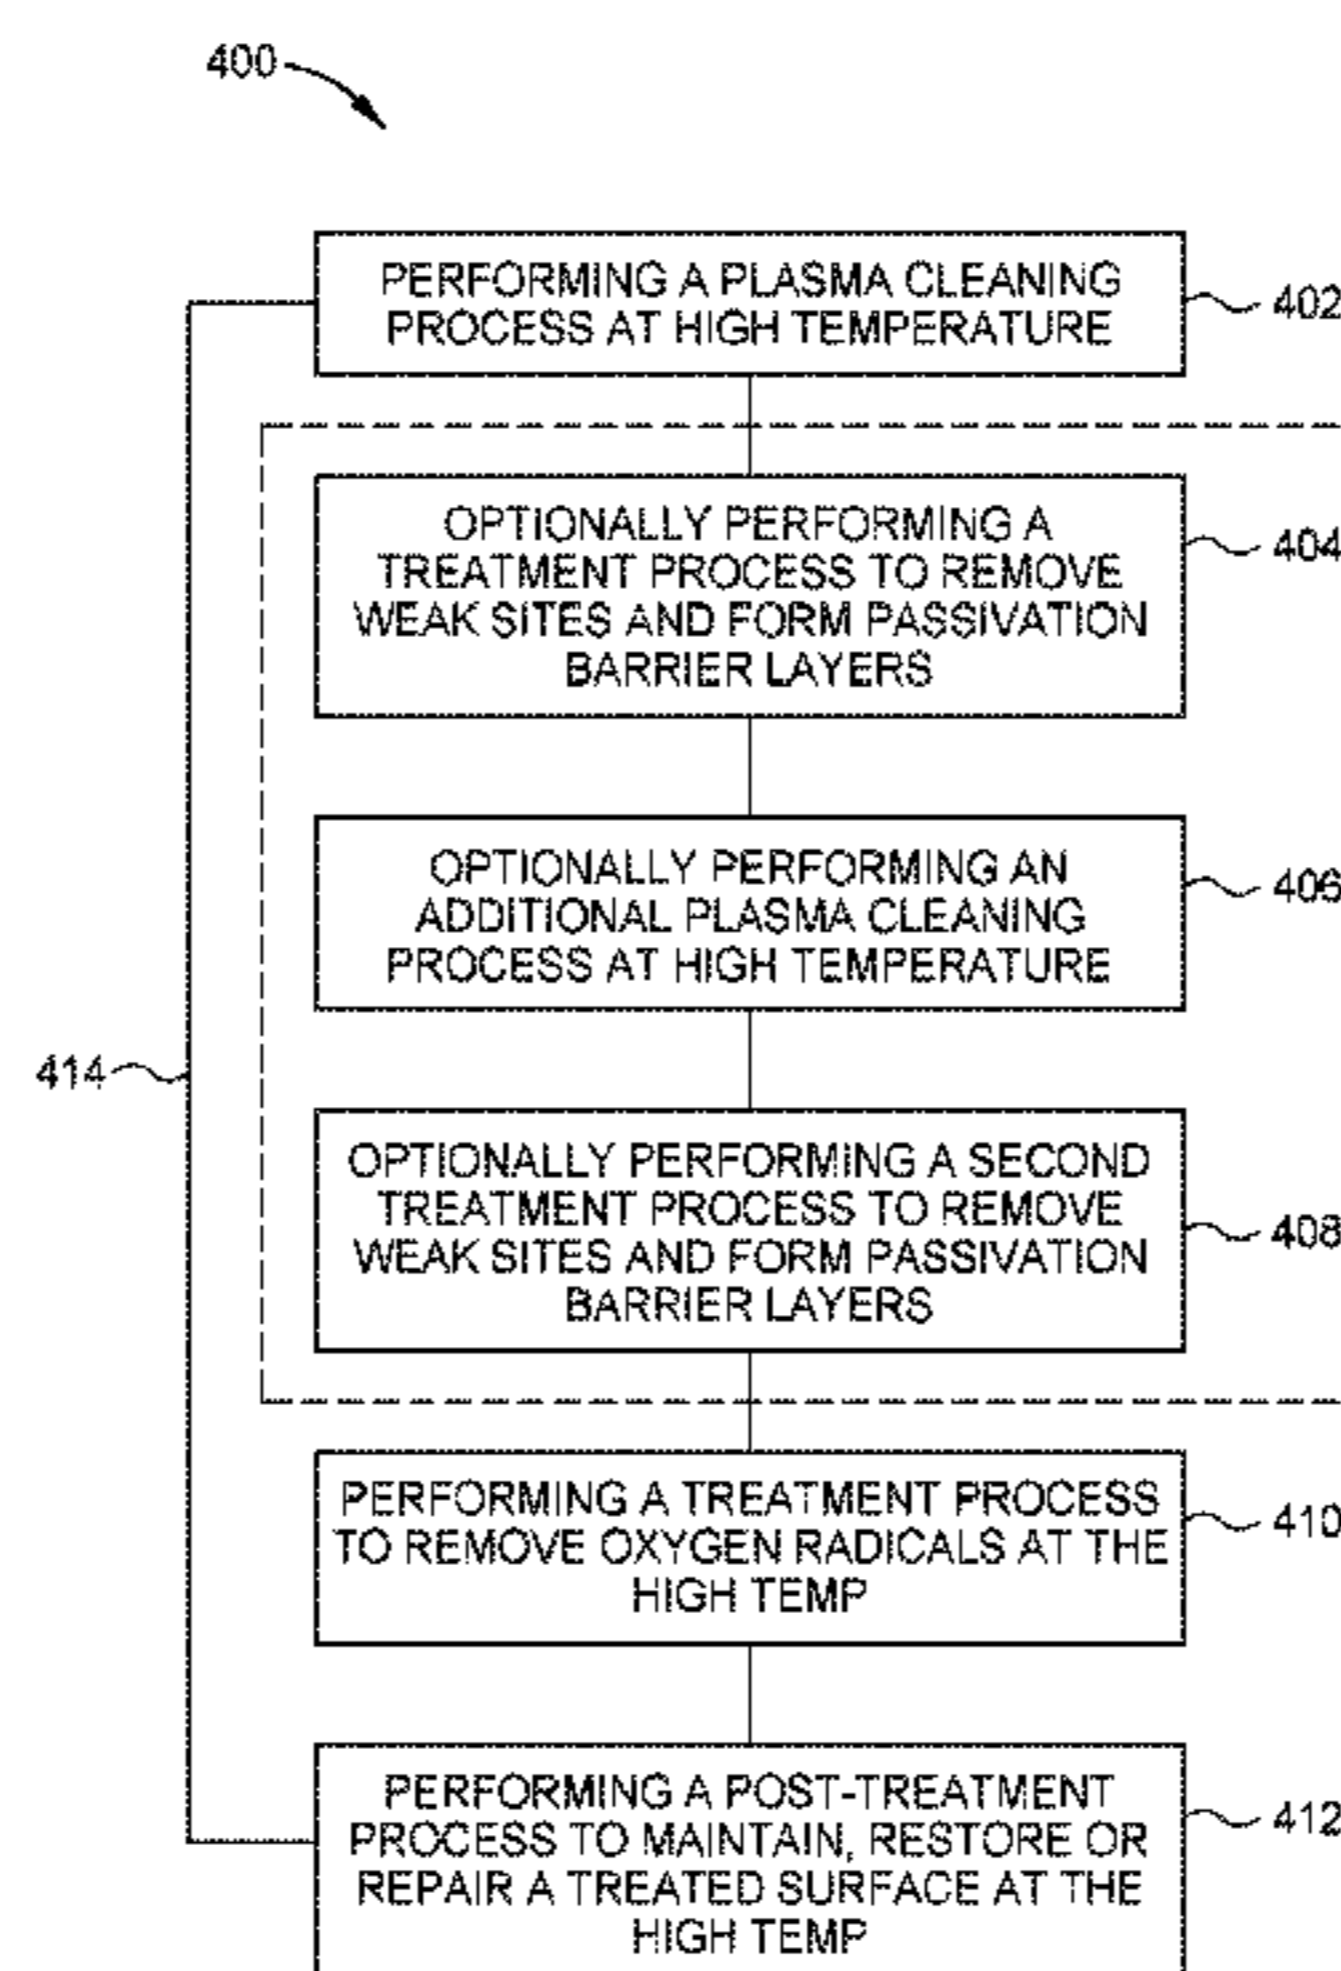 400
PERFORMING A PLASMA CLEANING
PROCESS AT HIGH TEMPERATURE
402
OPTIONALLY PERFORMING A
TREATMENT PROCESS TO REMOVE
WEAK SITES AND FORM PASSIVATION
BARRIER LAYERS
404
OPTIONALLY PERFORMING AN
ADDITIONAL PLASMA CLEANING
PROCESS AT HIGH TEMPERATURE
406
414
OPTIONALLY PERFORMING A SECOND
TREATMENT PROCESS TO REMOVE
WEAK SITES AND FORM PASSIVATION
BARRIER LAYERS
408
PERFORMING A TREATMENT PROCESS
TO REMOVE OXYGEN RADICALS AT THE
HIGH TEMP
410
PERFORMING A POST-TREATMENT
PROCESS TO MAINTAIN, RESTORE OR
REPAIR A TREATED SURFACE AT THE
HIGH TEMP
412